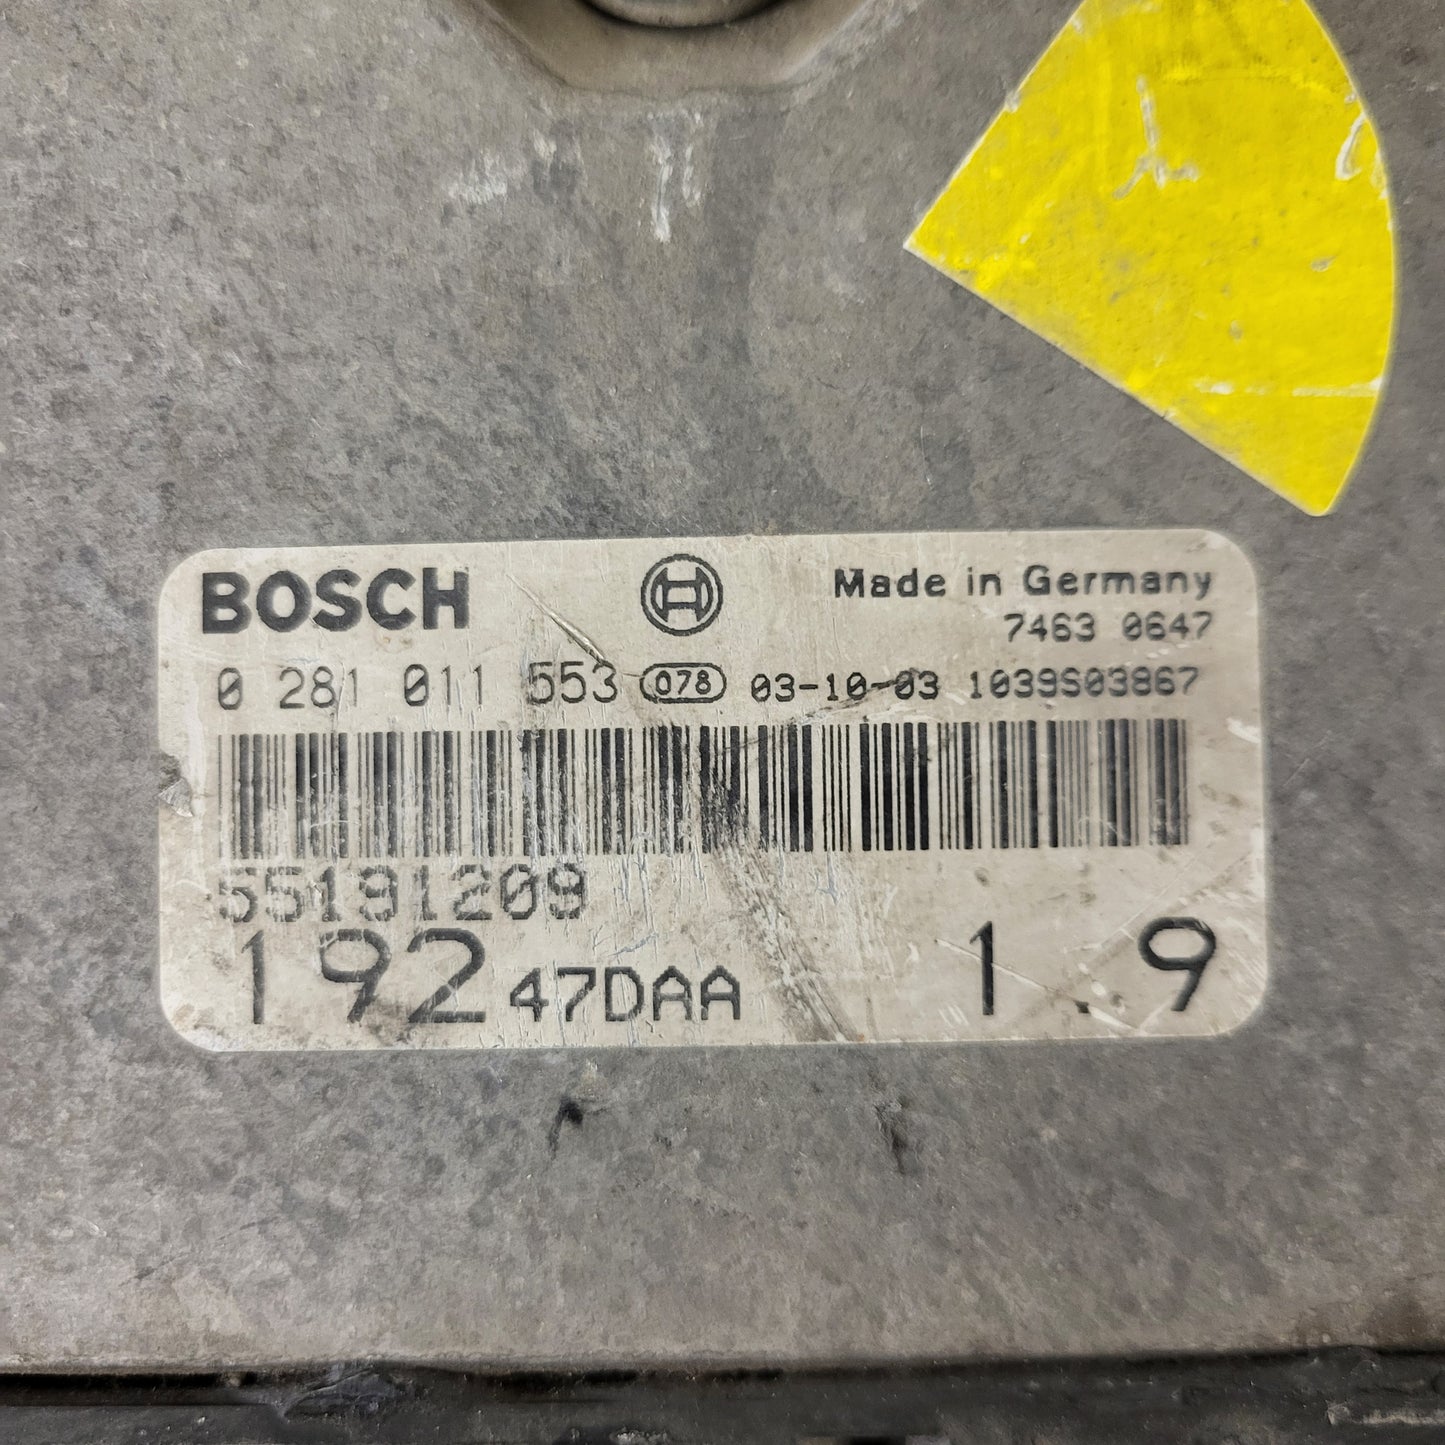 BOSCH Made in Germany
7463 0647
0 281 011 553 078 03-10-03 1039S03867
55191209
192 47DAA 1.9